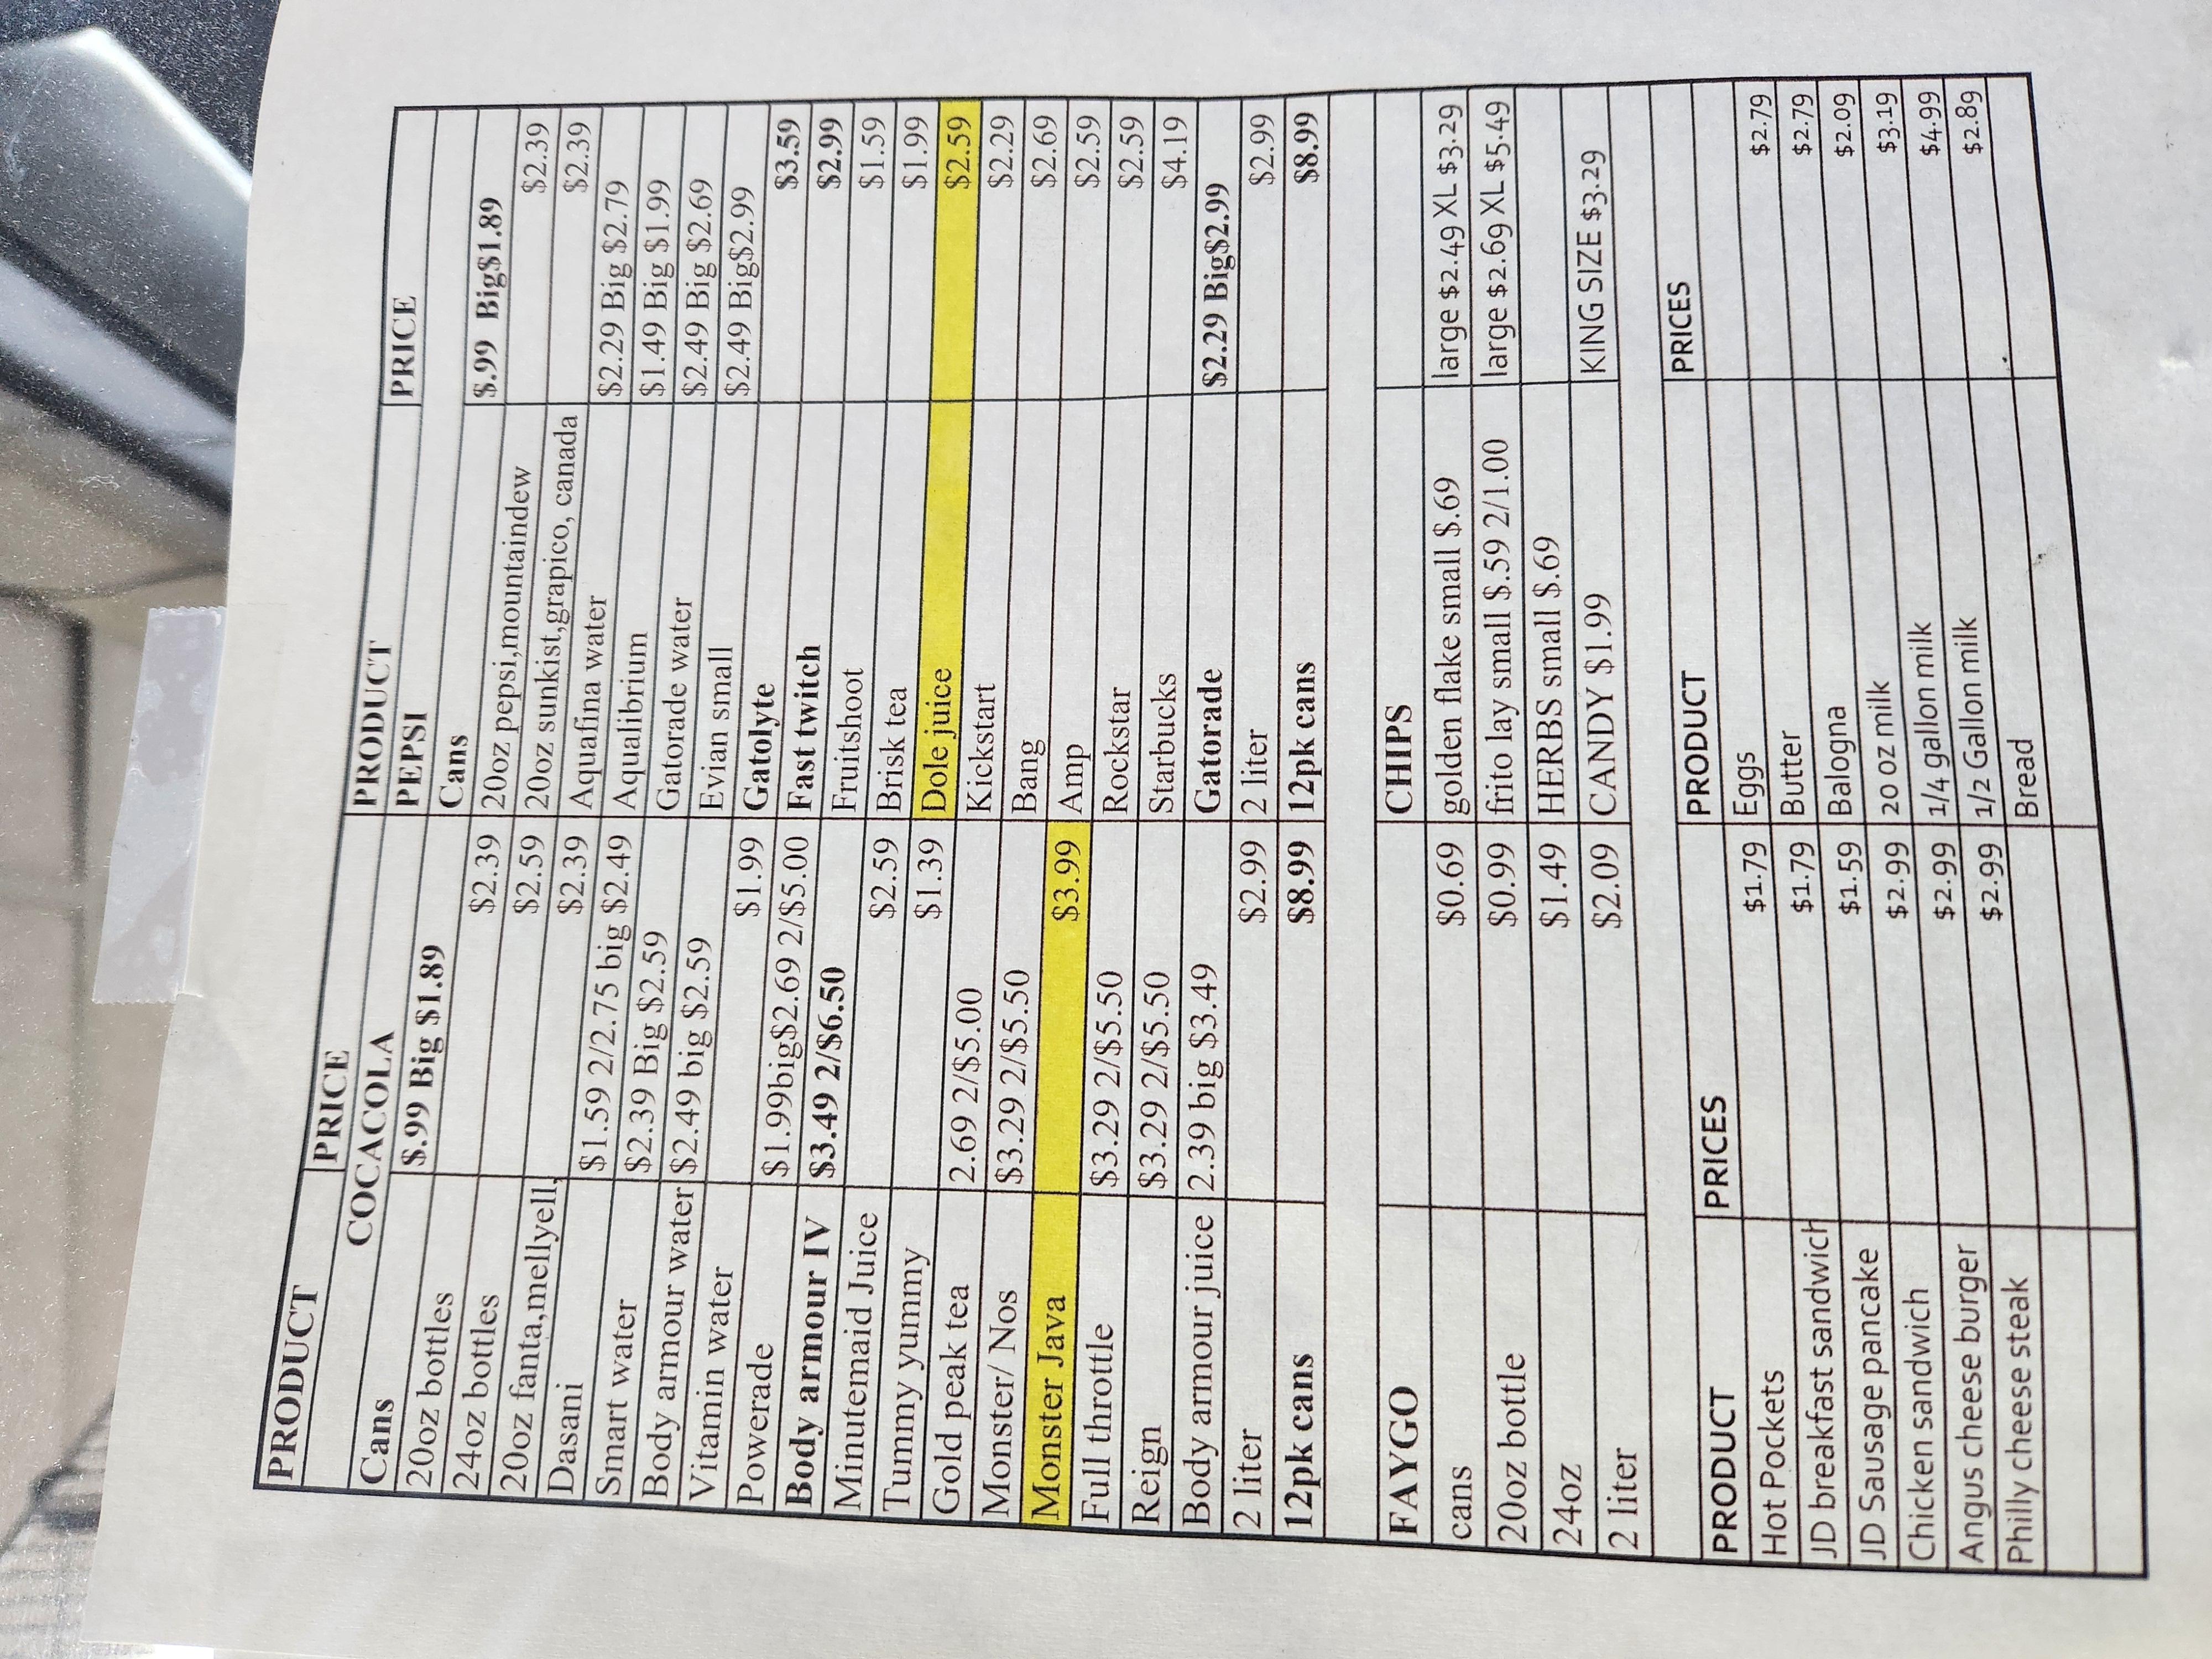 PRODUCT PRICE PRODUCT PRICE
COCACOLA PEPSI
Cans $.99 Big $1.89 Cans $.99 Big$1.89
20oz bottles $2.39 20oz pepsi,mountaindew $2.39
24oz bottles $2.59 20oz sunkist,grapico, canada $2.39
20oz fanta,mellyell, $2.39 Aquafina water $2.29 Big $2.79
Dasani $1.59 2/2.75 big $2.49 Aqualibrium $1.49 Big $1.99
Smart water $2.39 Big $2.59 Gatorade water $2.49 Big $2.69
Body armour water $2.49 big $2.59 Evian small $2.49 Big$2.99
Vitamin water $1.99 Gatolyte $3.59
Powerade $1.99big$2.69 2/$5.00 Fast twitch $2.99
Body armour IV $3.49 2/$6.50 Fruitshoot $1.59
Minutemaid Juice $2.59 Brisk tea $1.99
Tummy yummy $1.39 Dole juice $2.59
Gold peak tea 2.69 2/$5.00 Kickstart $2.29
Monster/ Nos $3.29 2/$5.50 Bang $2.69
Monster Java $3.99 Amp $2.59
Full throttle $3.29 2/$5.50 Rockstar $2.59
Reign $3.29 2/$5.50 Starbucks $4.19
Body armour juice 2.39 big $3.49 Gatorade $2.29 Big$2.99
2 liter $2.99 2 liter $2.99
12pk cans $8.99 12pk cans $8.99
FAYGO CHIPS
cans $0.69 golden flake small $.69 large $2.49 XL $3.29
20oz bottle $0.99 frito lay small $.59 2/1.00 large $2.69 XL $5.49
24oz $1.49 HERBS small $.69
2 liter $2.09 CANDY $1.99 KING SIZE $3.29
PRODUCT PRICES PRODUCT PRICES
Hot Pockets $1.79 Eggs
JD breakfast sandwich $1.79 Butter $2.79
JD Sausage pancake $1.59 Balogna $2.79
Chicken sandwich $2.99 20 oz milk $2.09
Angus cheese burger $2.99 1/4 gallon milk $3.19
Philly cheese steak $2.99 1/2 Gallon milk $4.99
Bread $2.89